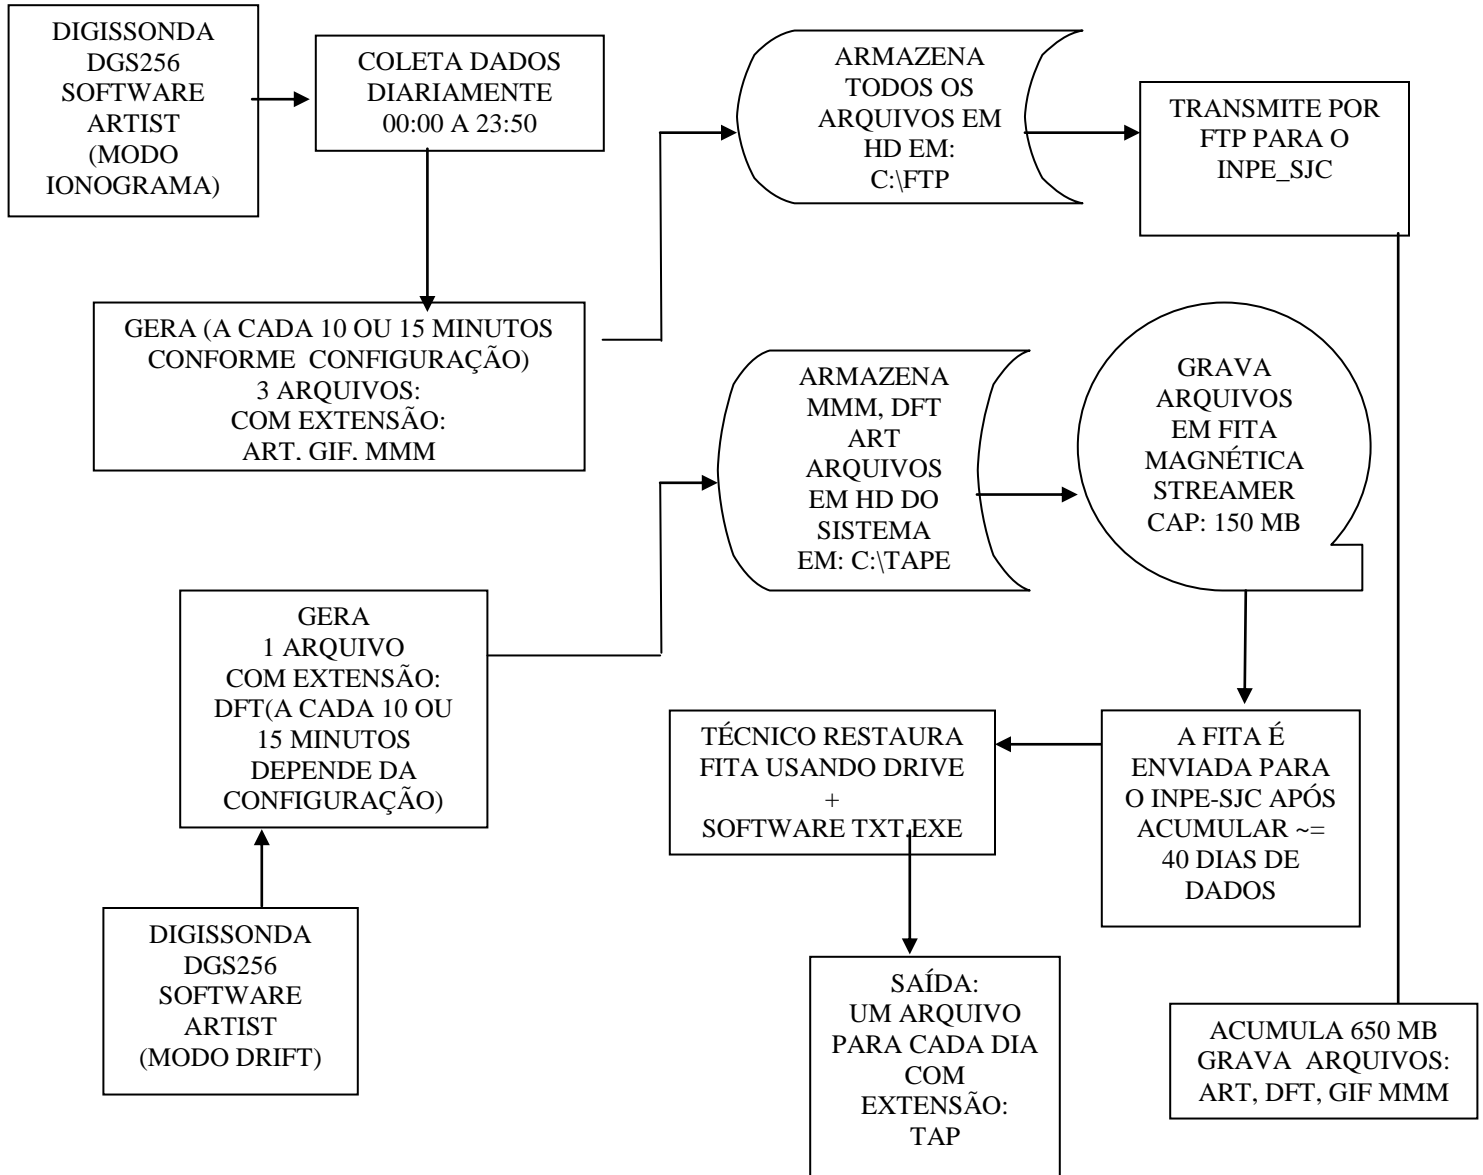 DIGISSONDA
DGS256
SOFTWARE
ARTIST
(MODO
IONOGRAMA)
COLETA DADOS
DIARIAMENTE
00:00 A 23:50
ARMAZENA
TODOS OS
ARQUIVOS EM
HD EM:
C:\FTP
TRANSMITE POR
FTP PARA O
INPE_SJC
GERA (A CADA 10 OU 15 MINUTOS
CONFORME CONFIGURAÇÃO)
3 ARQUIVOS:
COM EXTENSÃO:
ART, GIF, MMM
ARMAZENA
MMM, DFT
ART
ARQUIVOS
EM HD DO
SISTEMA
EM: C:\TAPE
GRAVA
ARQUIVOS
EM FITA
MAGNÉTICA
STREAMER
CAP: 150 MB
GERA
1 ARQUIVO
COM EXTENSÃO:
DFT(A CADA 10 OU
15 MINUTOS
DEPENDE DA
CONFIGURAÇÃO)
TÉCNICO RESTAURA
FITA USANDO DRIVE
+
SOFTWARE TXT.EXE
A FITA É
ENVIADA PARA
O INPE-SJC APÓS
ACUMULAR ~=
40 DIAS DE
DADOS
DIGISSONDA
DGS256
SOFTWARE
ARTIST
(MODO DRIFT)
SAÍDA:
UM ARQUIVO
PARA CADA DIA
COM
EXTENSÃO:
TAP
ACUMULA 650 MB
GRAVA ARQUIVOS:
ART, DFT, GIF MMM